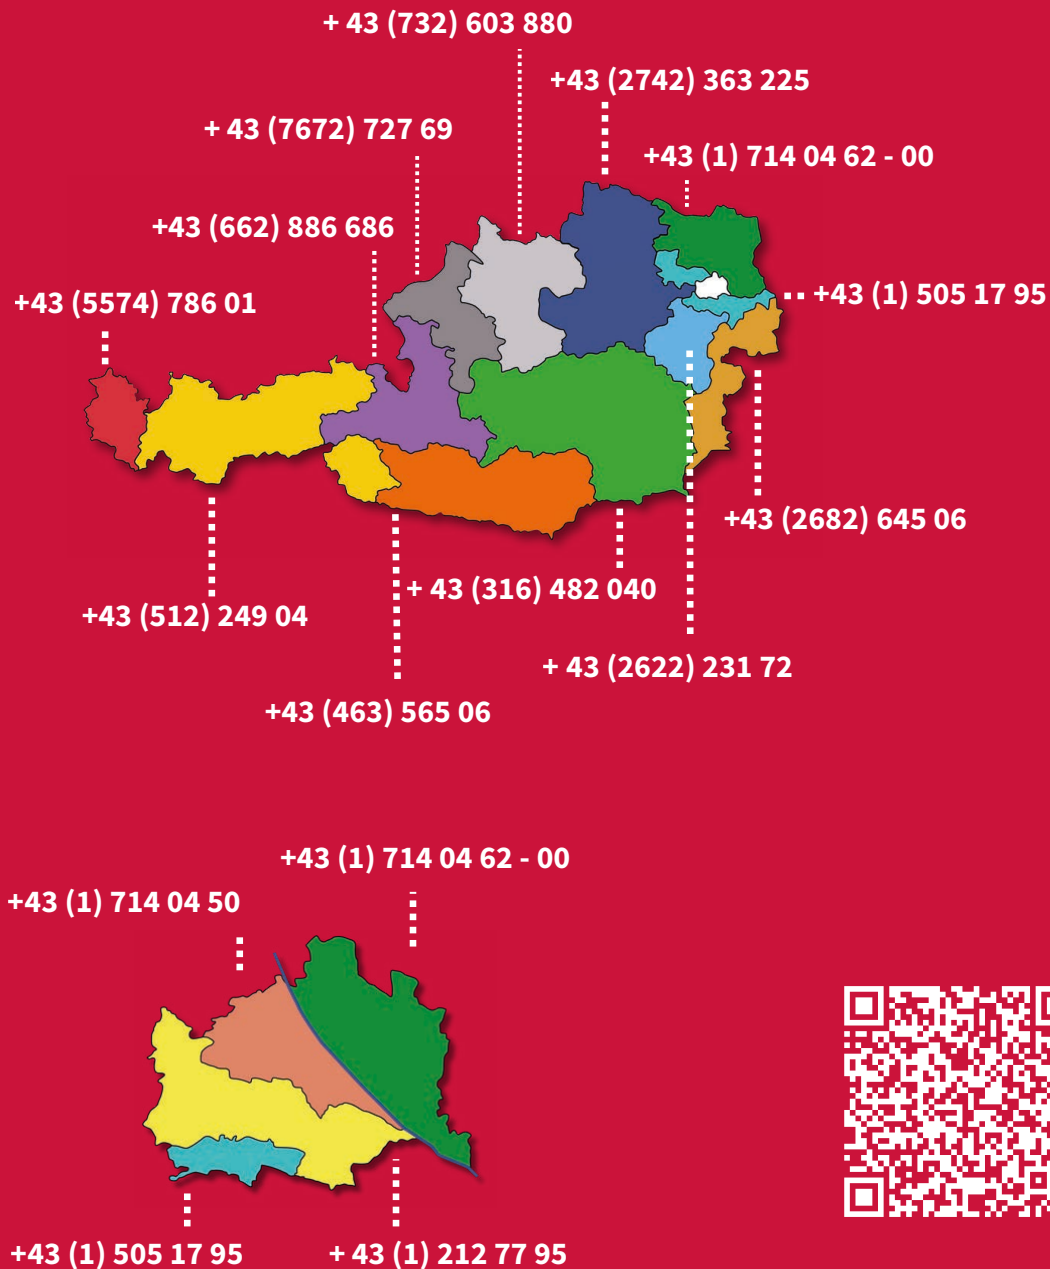 + 43 (732) 603 880
+43 (2742) 363 225
+ 43 (7672) 727 69
+43 (1) 714 04 62 - 00
+43 (662) 886 686
+43 (5574) 786 01
+43 (1) 505 17 95
+43 (2682) 645 06
+ 43 (316) 482 040
+43 (512) 249 04
+ 43 (2622) 231 72
+43 (463) 565 06
+43 (1) 714 04 62 - 00
+43 (1) 714 04 50
+43 (1) 505 17 95
+ 43 (1) 212 77 95